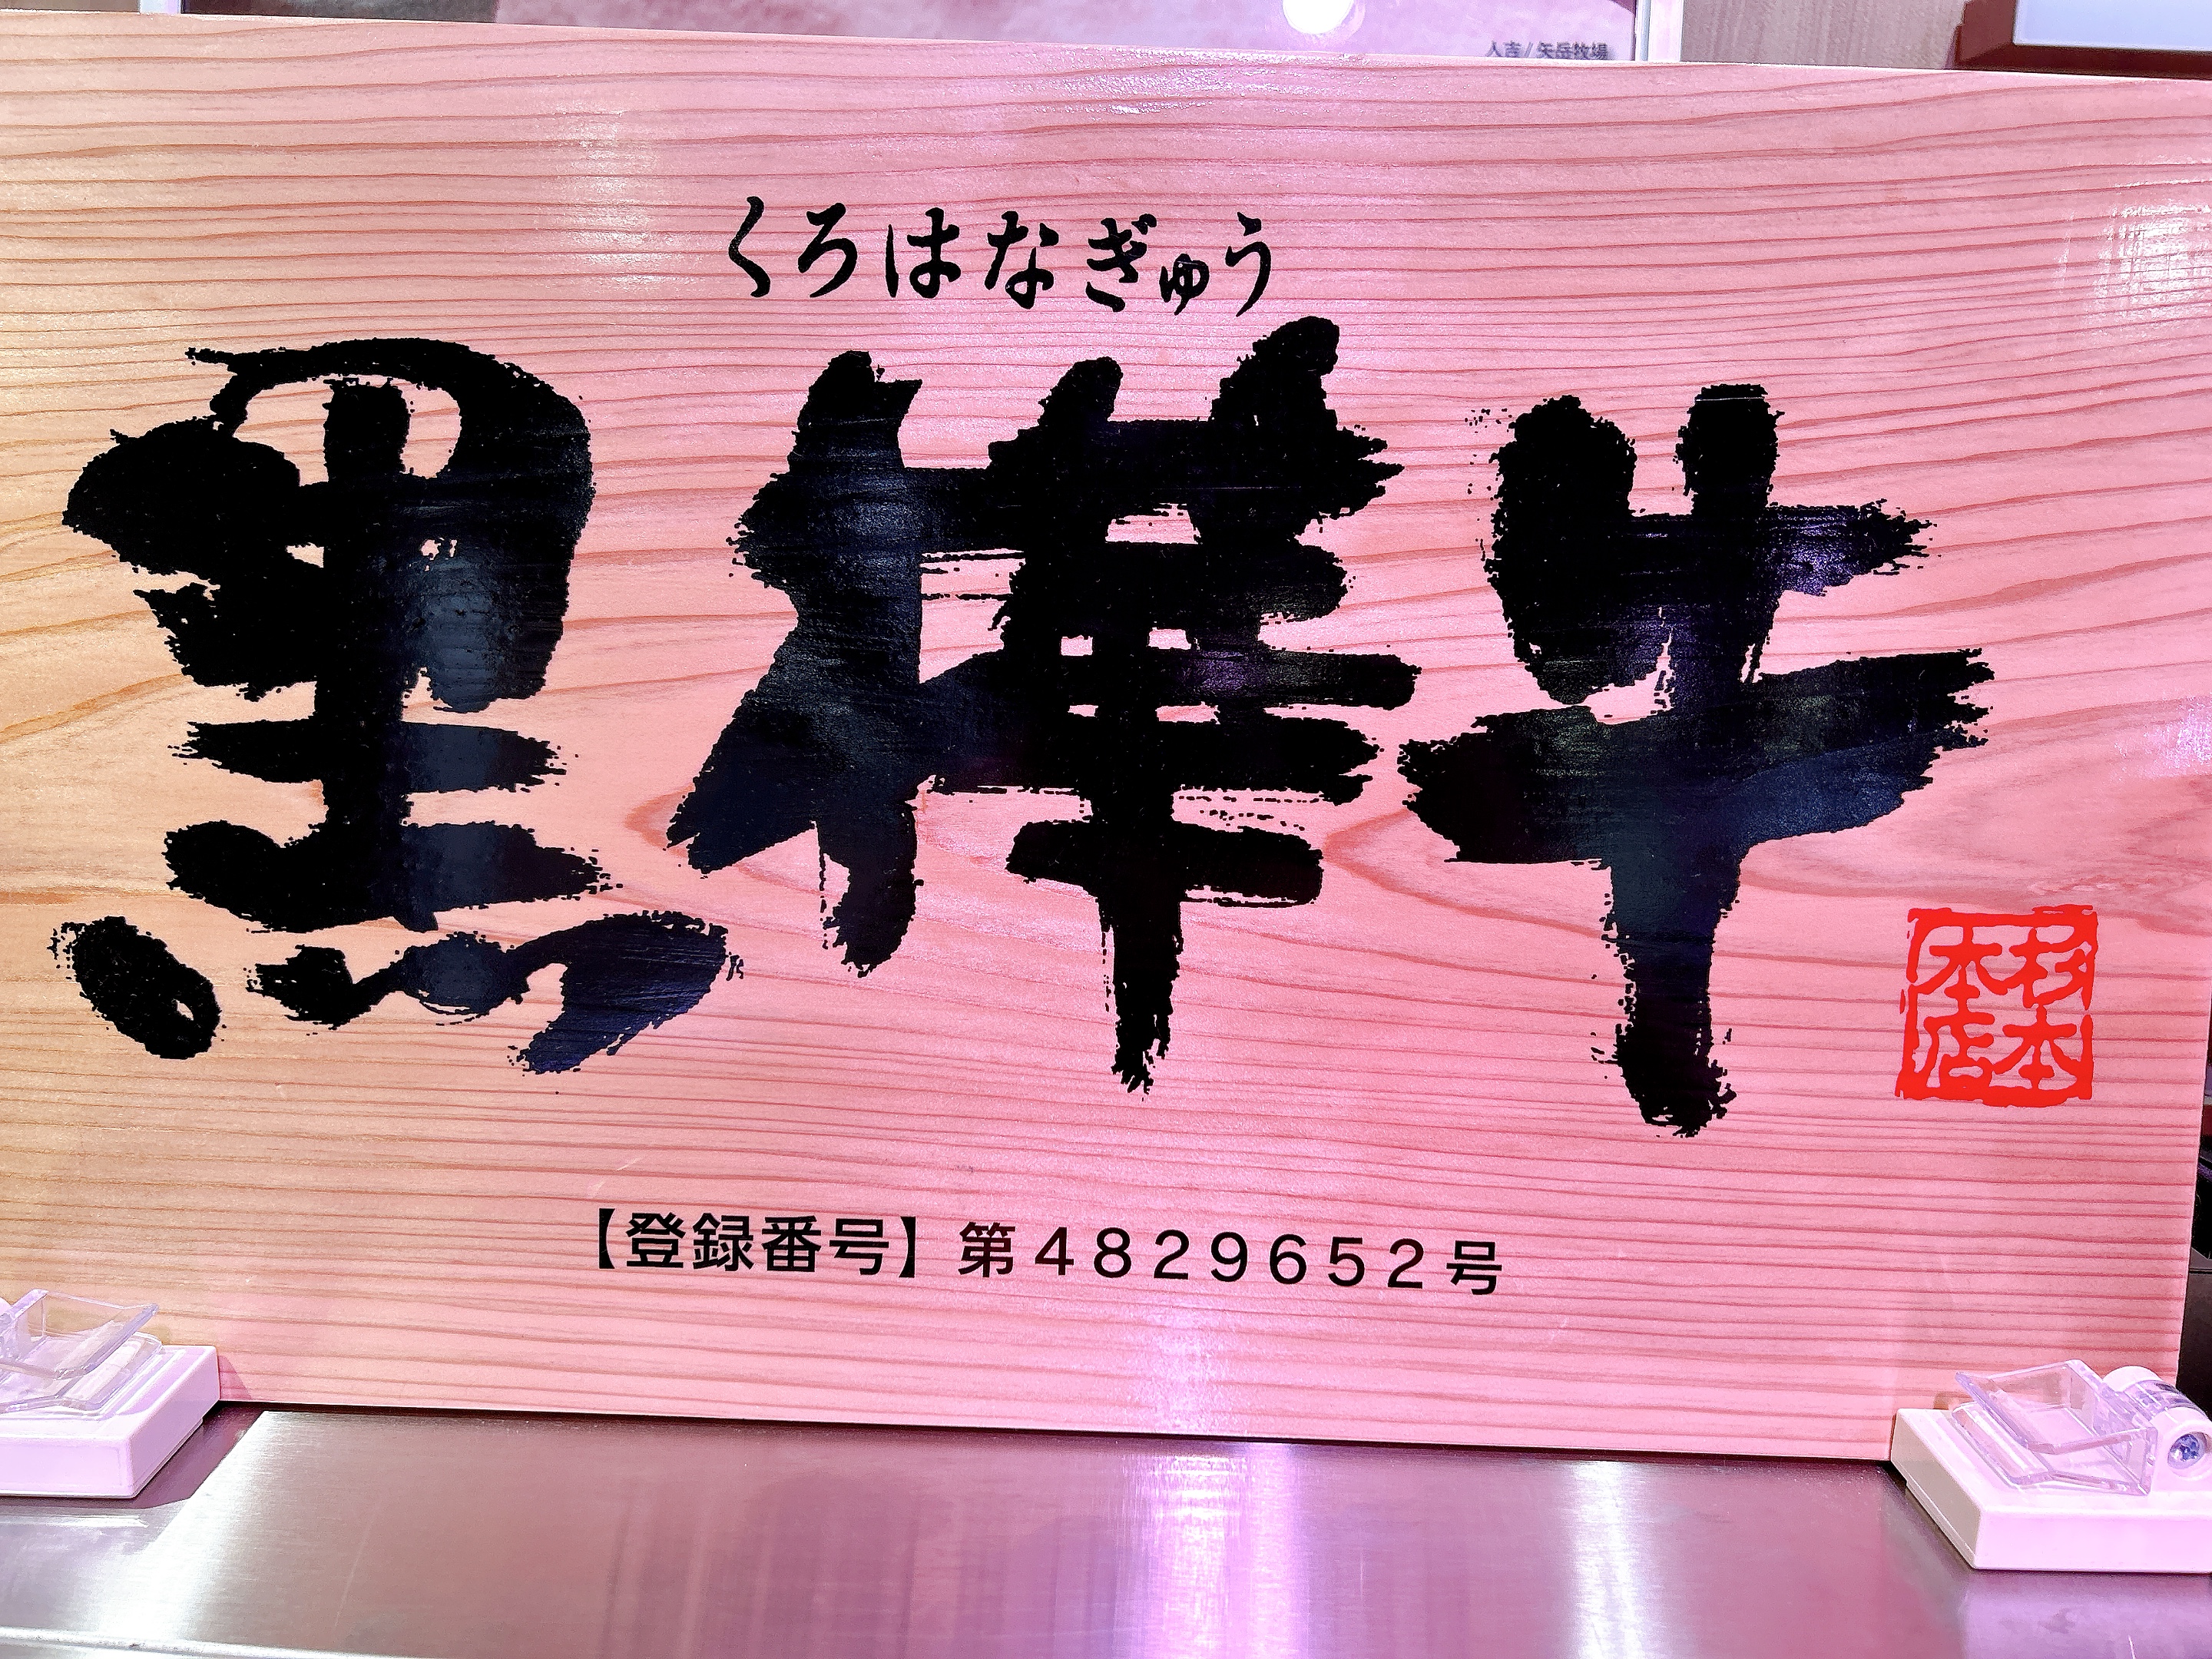 人吉/矢岳牧場
くろはなぎゅう
黒樺牛
杉本
本店
【登録番号】第4829652号